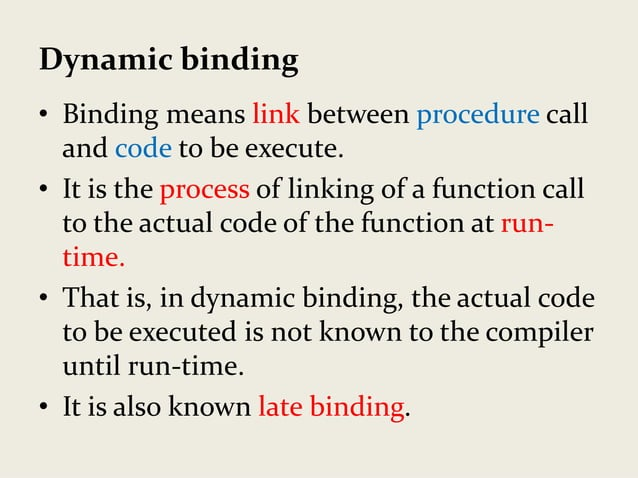 Dynamic binding
• Binding means link between procedure call
and code to be execute.
• It is the process of linking of a function call
to the actual code of the function at run-
time.
• That is, in dynamic binding, the actual code
to be executed is not known to the compiler
until run-time.
• It is also known late binding.